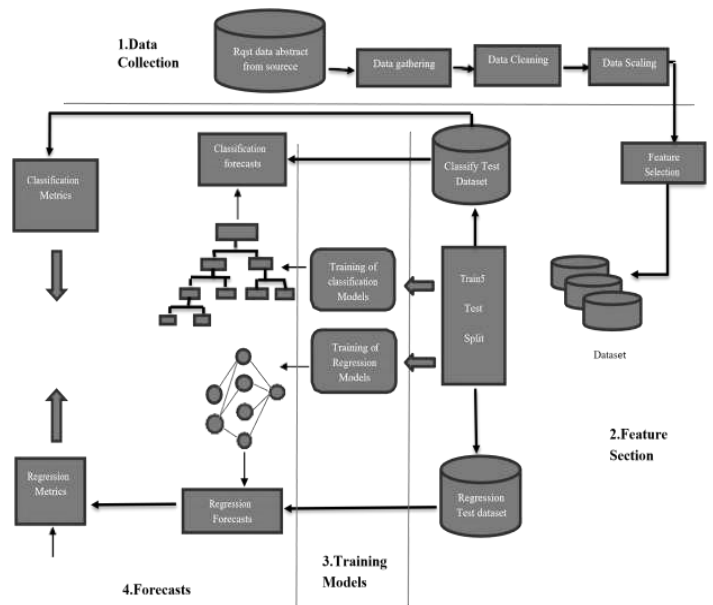 1.Data
Collection
Rqst data abstract
from sourece
Data gathering
Data Cleaning
Data Scaling
Classification
Metrics
Classification
forecasts
Classify Test
Dataset
Feature
Selection
Training of
classification
Models
Train5
Test
Split
Training of
Regression
Models
Dataset
2.Feature
Section
Regression
Metrics
Regression
Forecasts
Regression
Test dataset
3.Training
Models
4.Forecasts